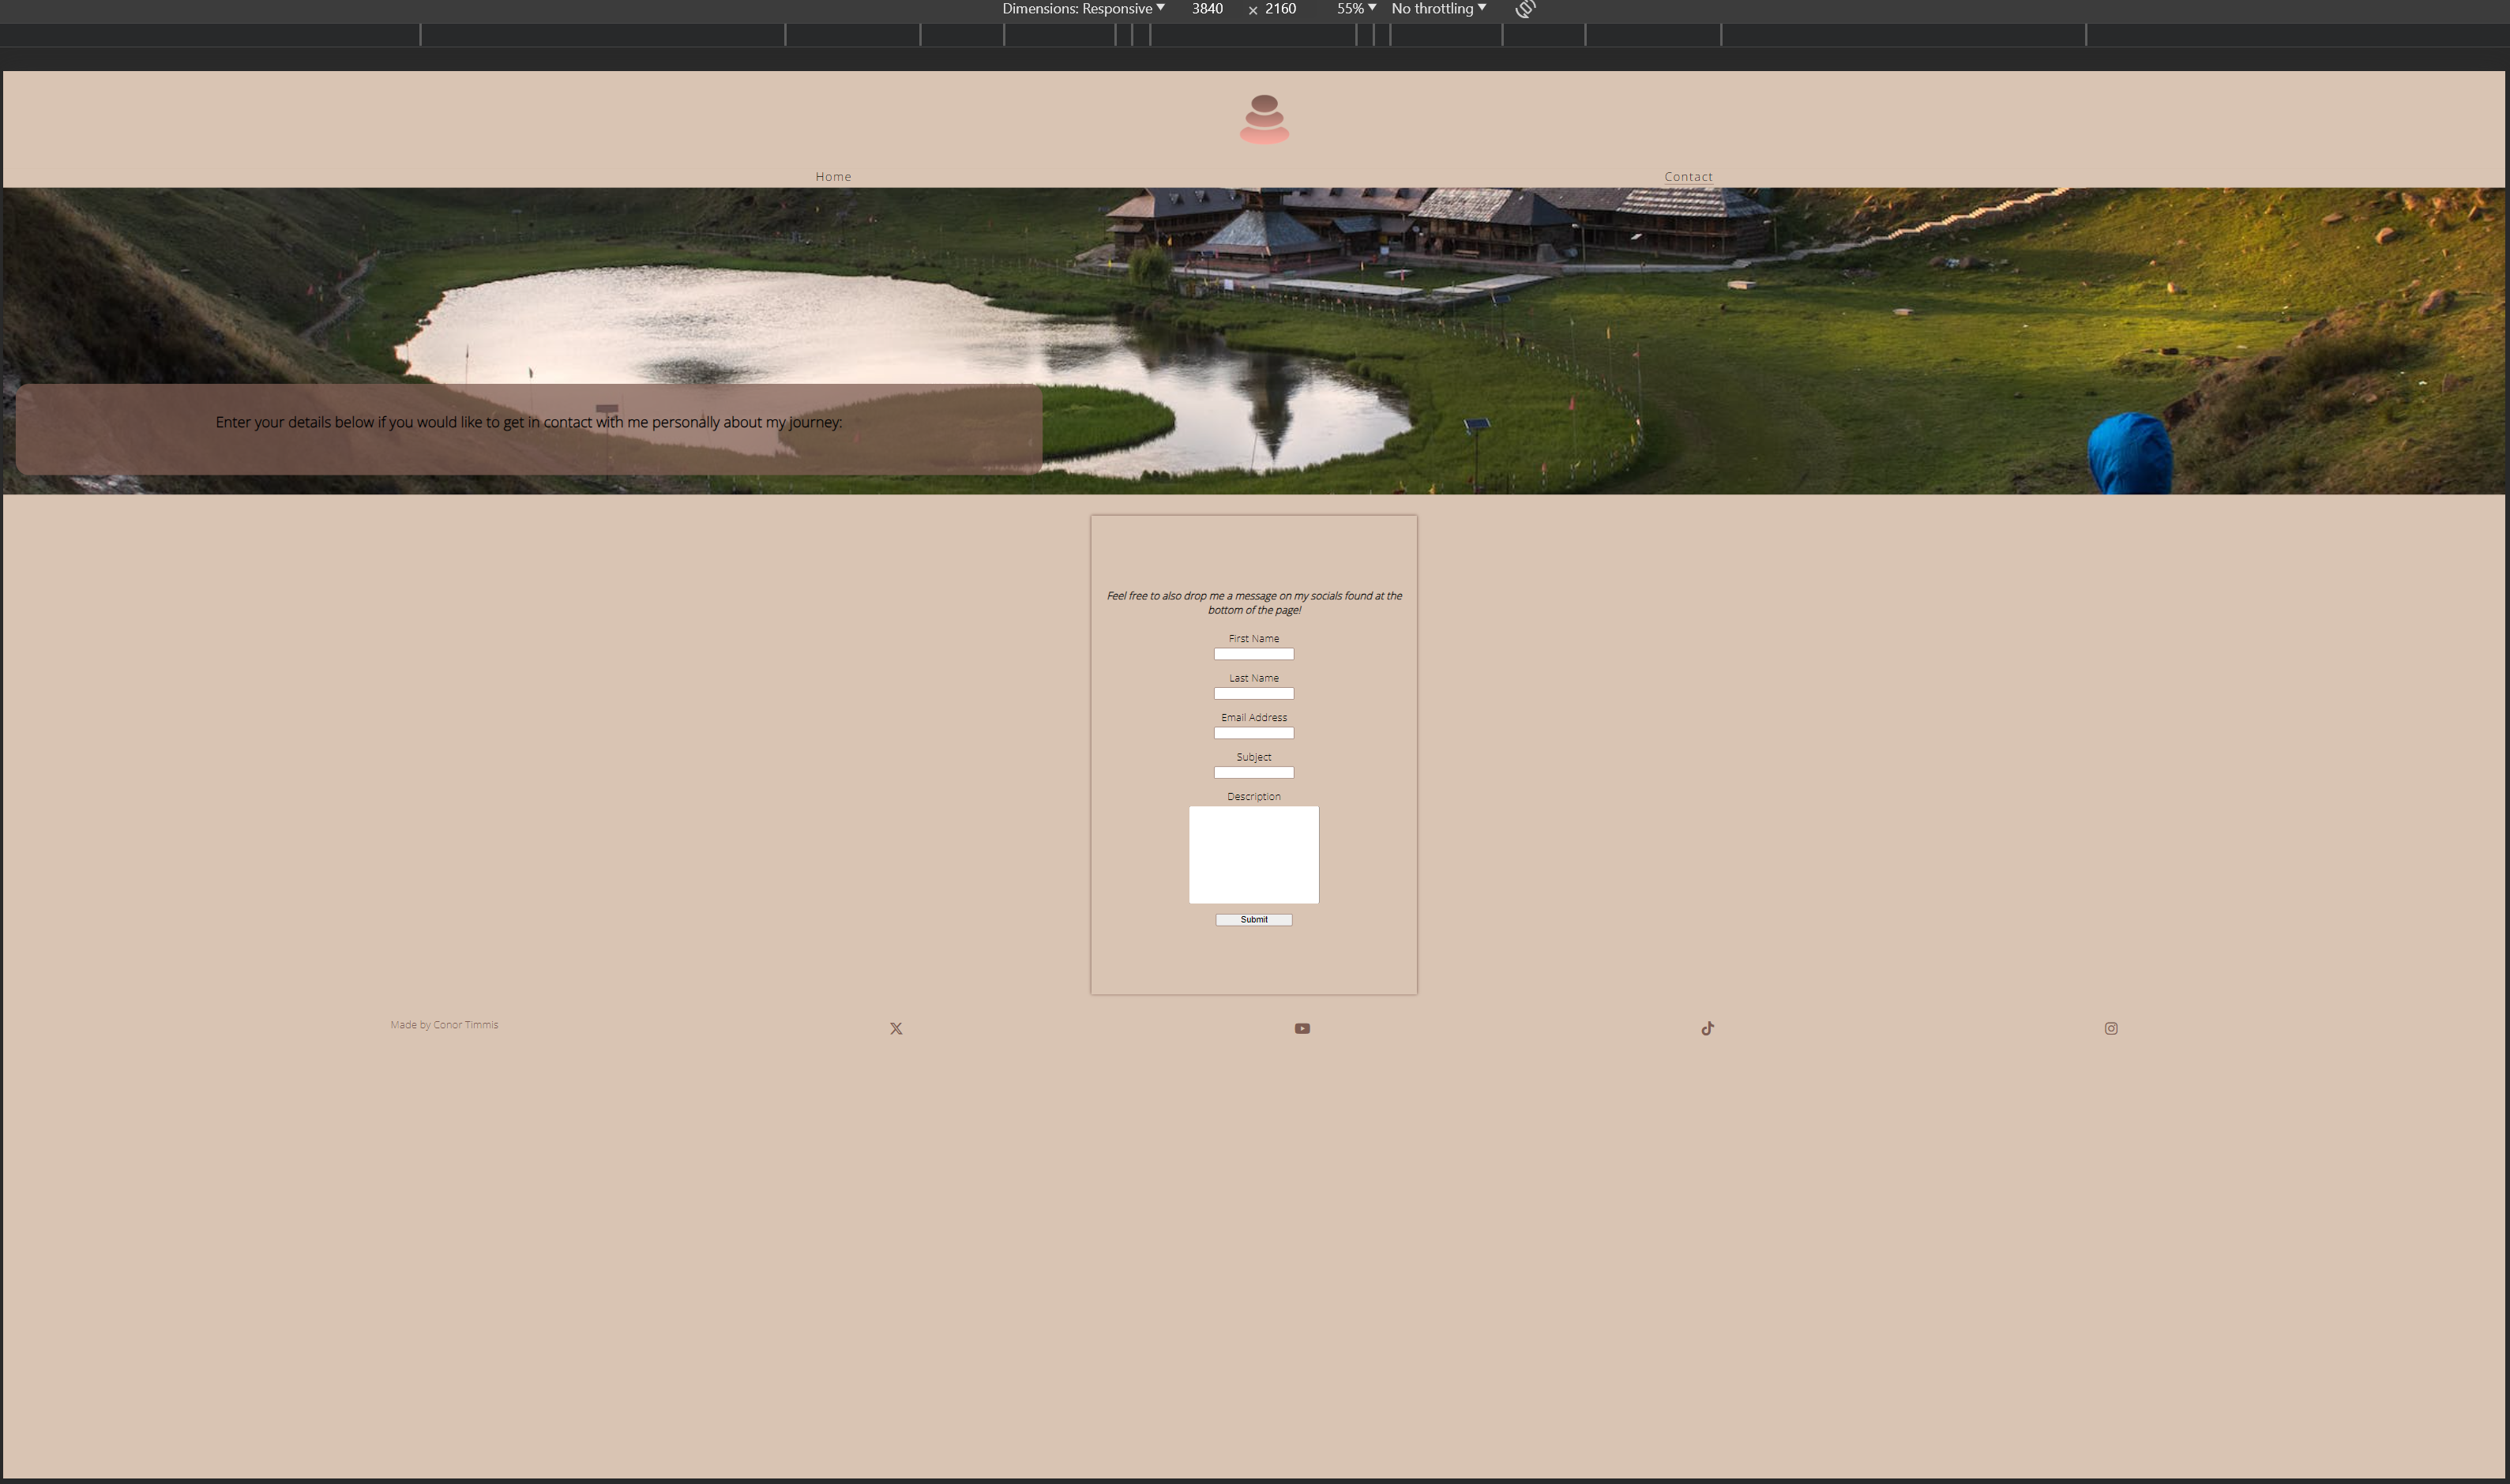 Dimensions: Responsive 3840 × 2160 55% No throttling
Home Contact
Enter your details below if you would like to get in contact with me personally about my journey:
Feel free to also drop me a message on my socials found at the
bottom of the page!
First Name
Last Name
Email Address
Subject
Description
Submit
Made by Conor Timmis